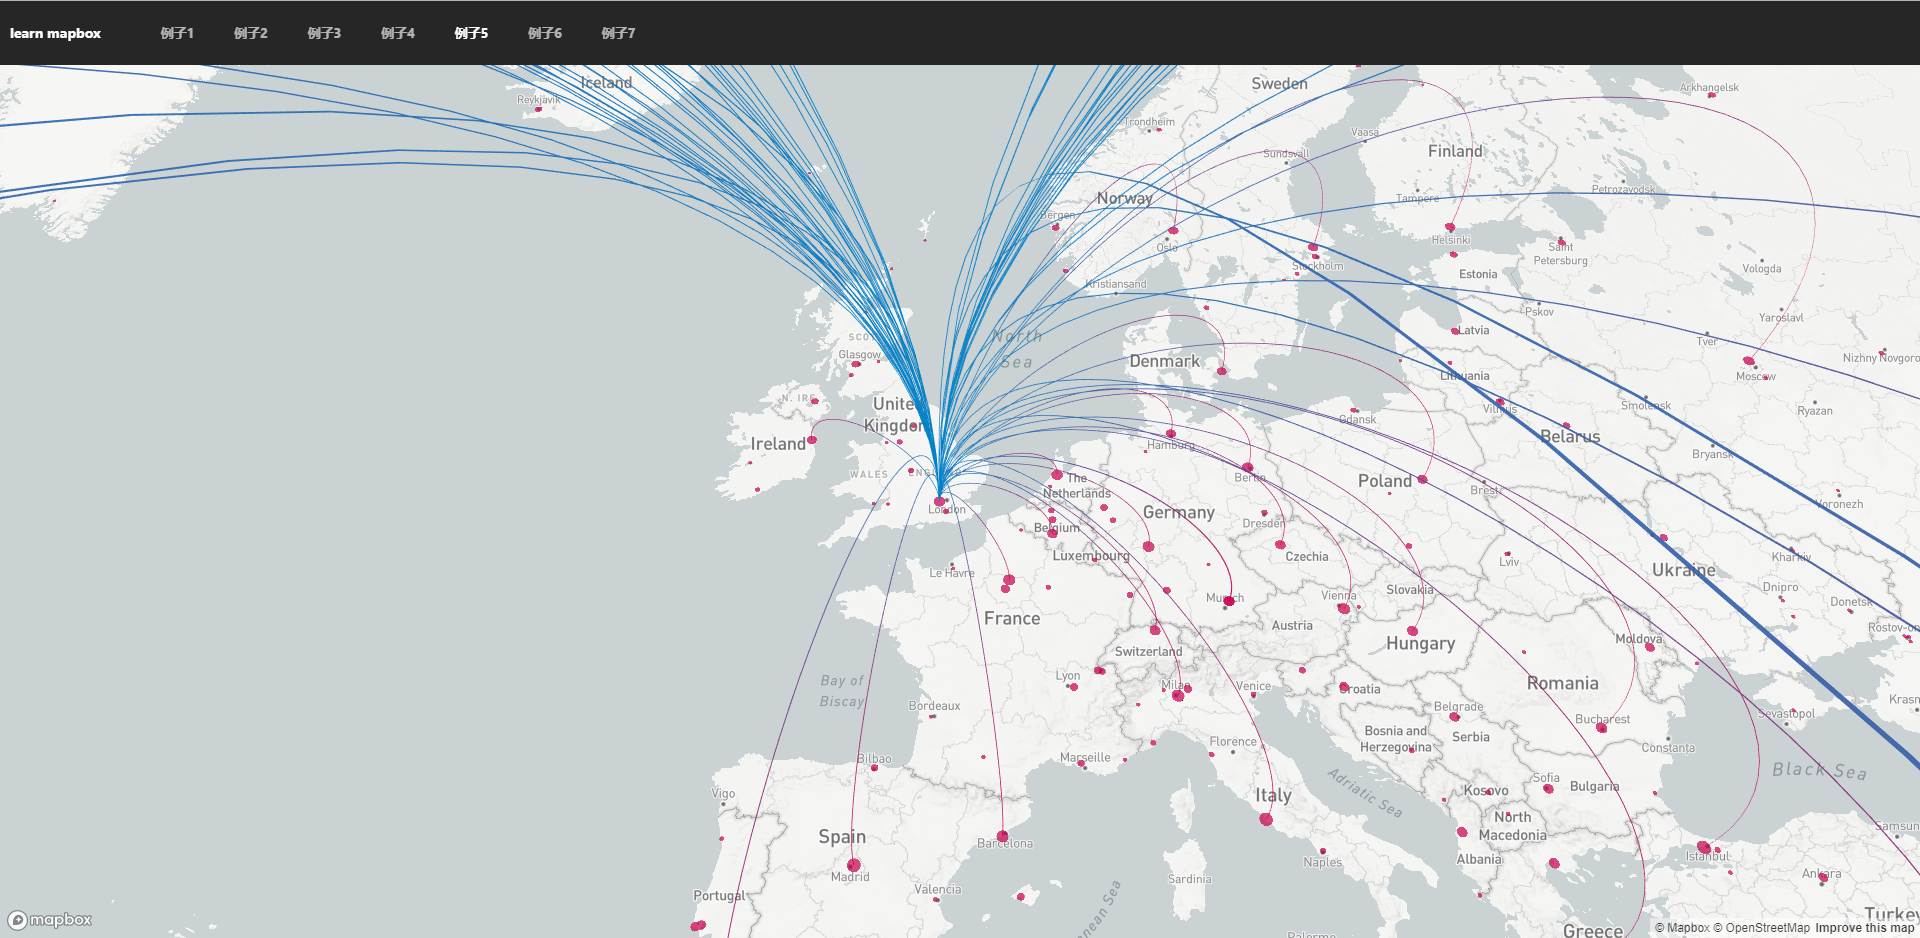 learn mapbox 例子1 例子2 例子3 例子4 例子5 例子6 例子7
Iceland
Sweden
Arkhangelsk
Reykjavik
Trondheim
Vaasa
Finland
Sundsvall
Petrozavodsk
Norway
Tampere
Bergen
Oslo
Helsinki
Saint
Petersburg
Stockholm
Vologda
Estonia
Kristiansand
Pskov
Yaroslavl
North
Sea
Latvia
Tver
Glasgow
Denmark
Nizhny Novgoro
Moscow
Lithuania
N. IRE
United
Kingdom
Vilnius
Smolensk
Ryazan
Gdansk
Ireland
Hamburg
Belarus
Bryansk
WALES
Berlin
Poland
Brest
The
Netherlands
Voronezh
London
Germany
Dresden
Belgium
Luxembourg
Czechia
Lviv
Kharkiv
Le Havre
Ukraine
Slovakia
Dnipro
Munich
Vienna
Donetsk
France
Austria
Rostov-on
Hungary
Moldova
Switzerland
Bay of
Biscay
Lyon
Milan
Venice
Croatia
Romania
Bordeaux
Belgrade
Sevastopol
Krasn
Bucharest
Bosnia and
Herzegovina
Serbia
Florence
Constanta
Bilbao
Marseille
Black Sea
Vigo
Italy
Adriatic Sea
Sofia
Kosovo
Bulgaria
North
Macedonia
Samsun
Spain
Barcelona
Istanbul
Naples
Albania
Madrid
Sardinia
Ankara
Valencia
Portugal
nean Sea
Turkey
mapbox
Greece
Palermo
© Mapbox © OpenStreetMap Improve this map